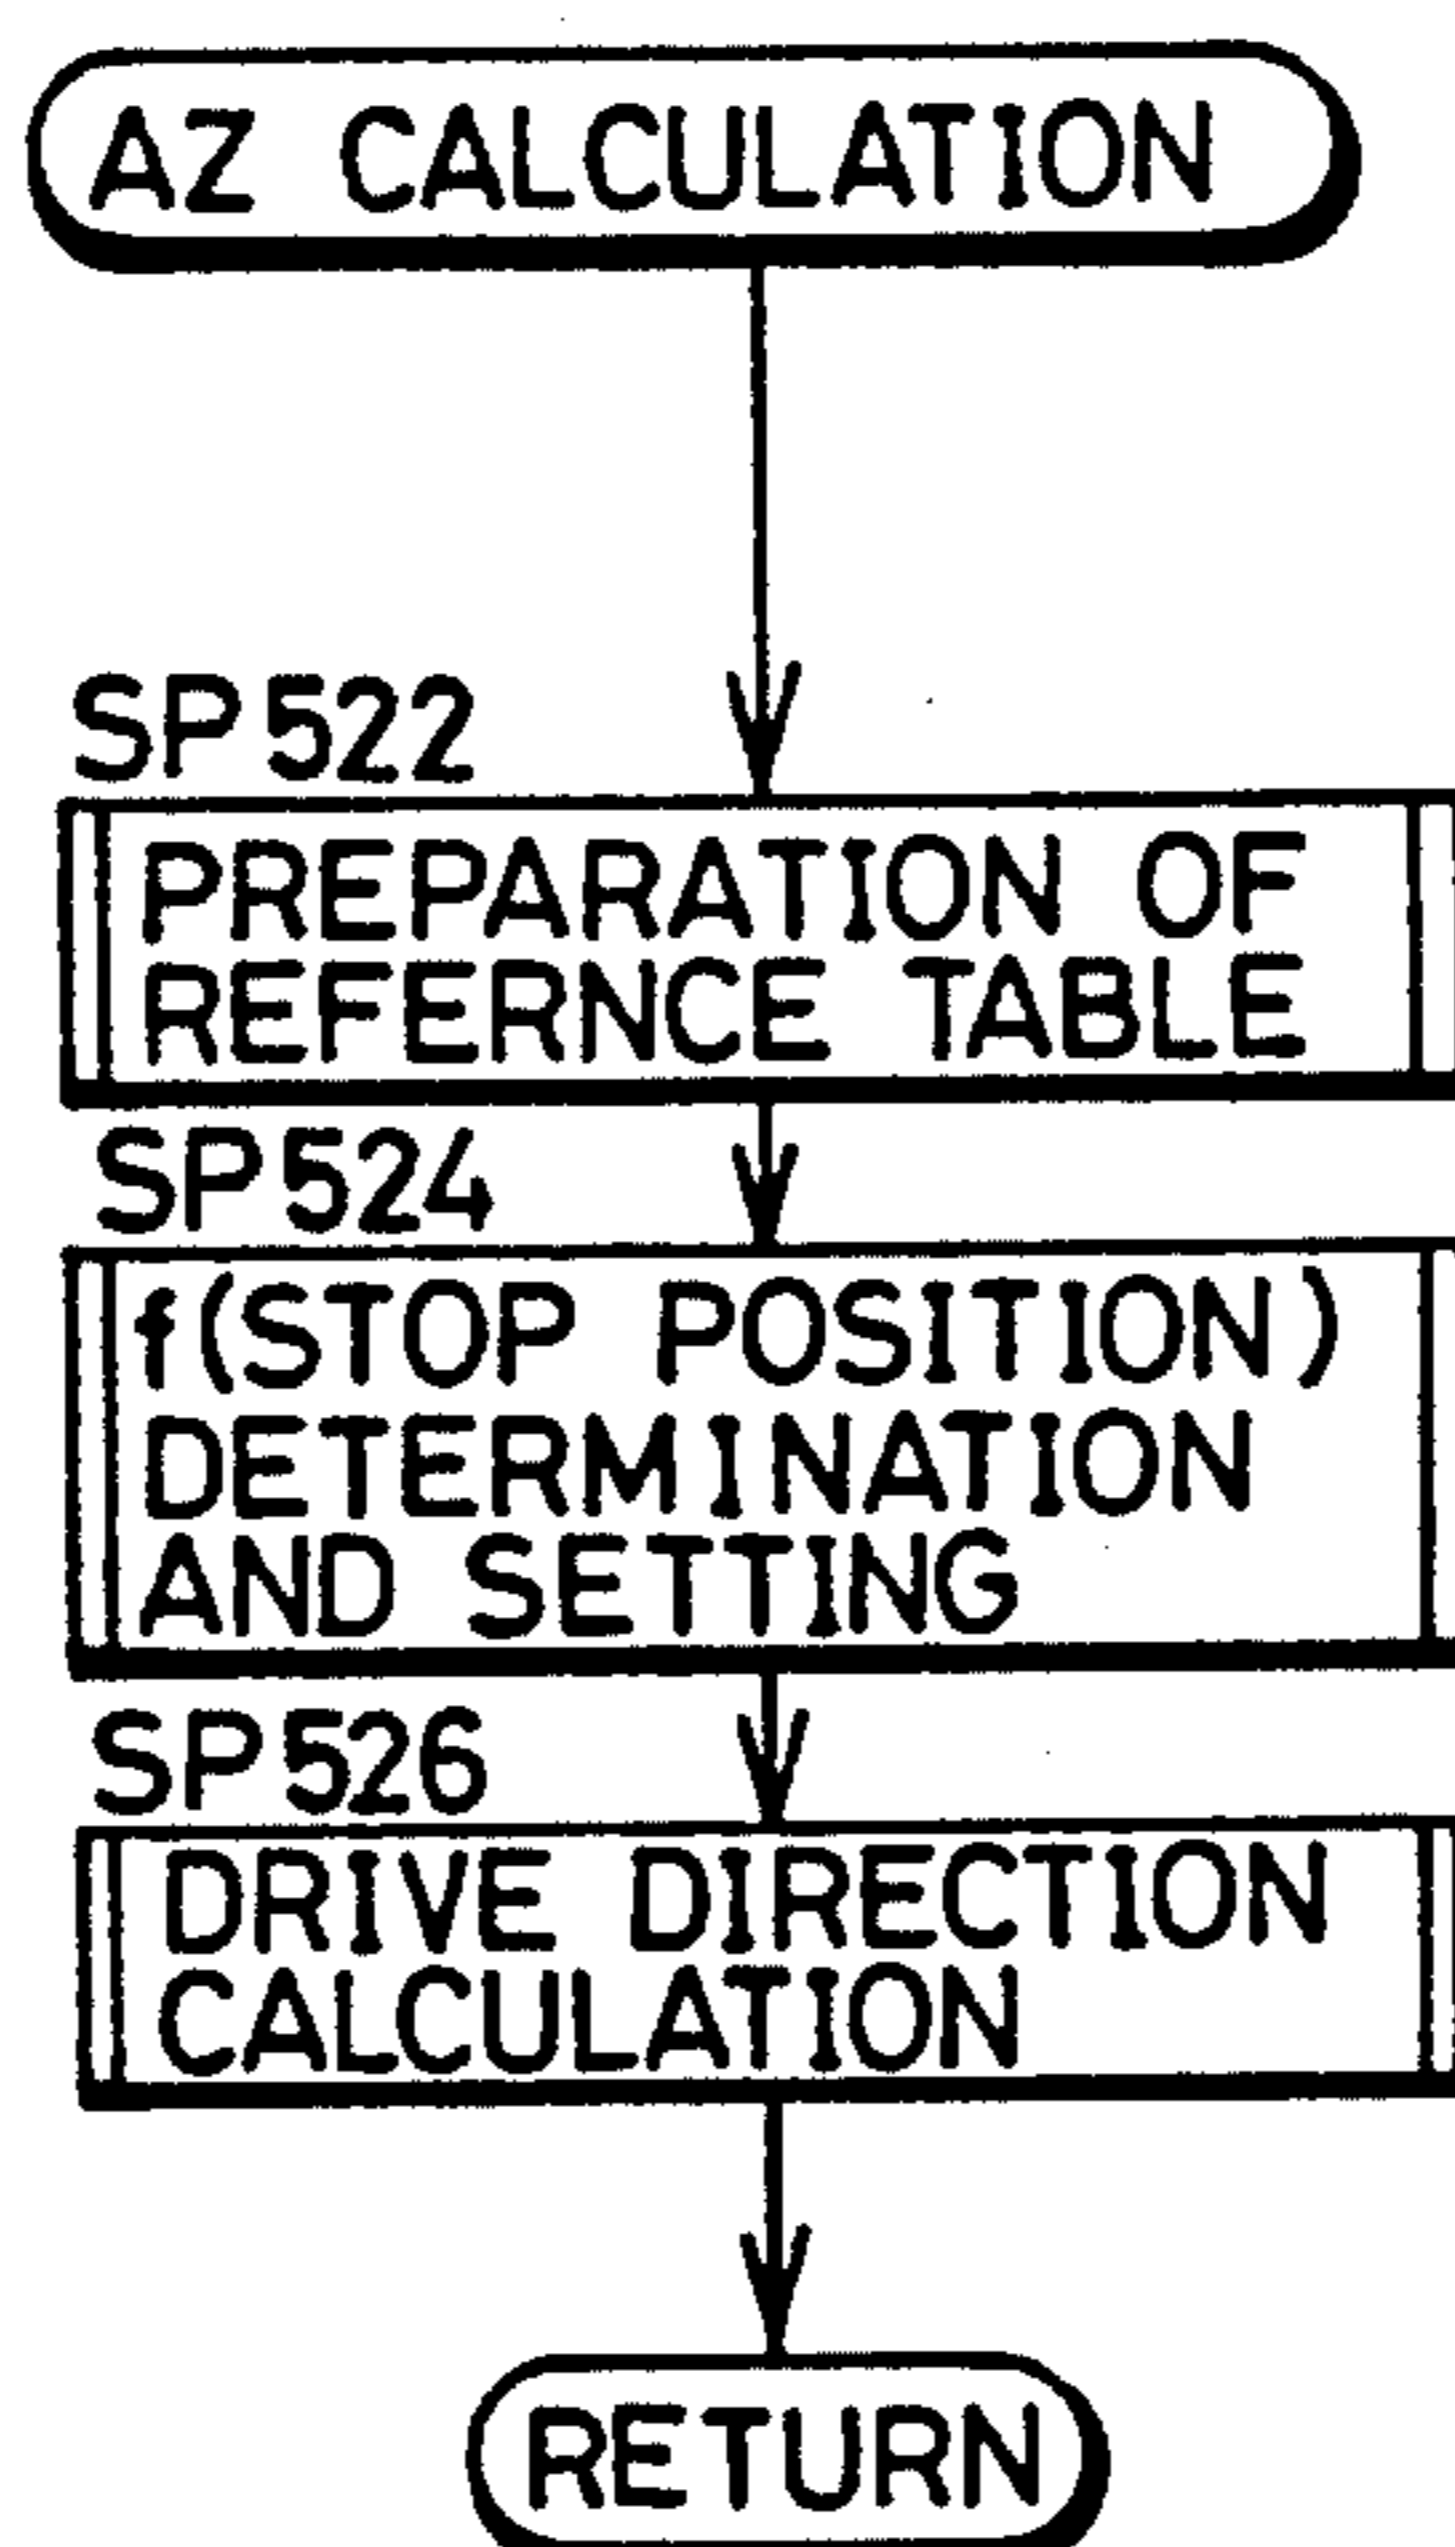 AZ CALCULATION
SP522
PREPARATION OF
REFERNCE TABLE
SP524
f(STOP POSITION)
DETERMINATION
AND SETTING
SP526
DRIVE DIRECTION
CALCULATION
RETURN